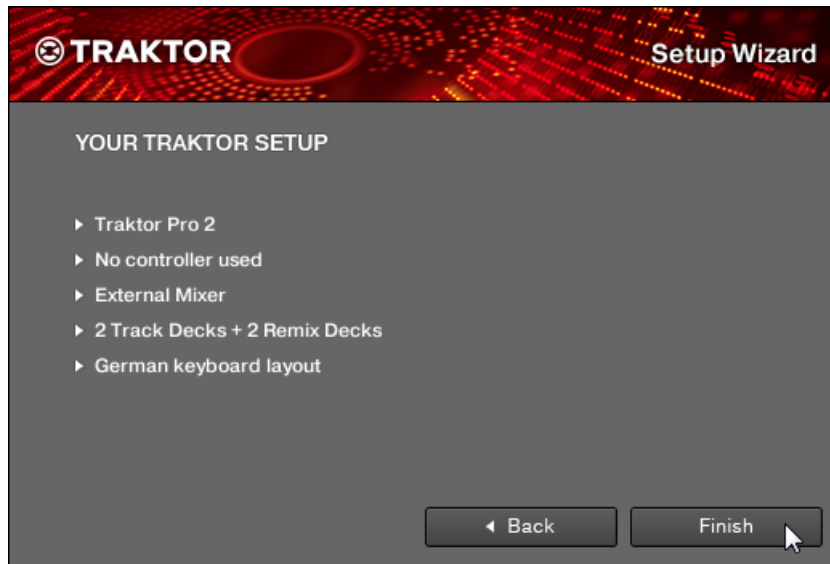 TRAKTOR
Setup Wizard
YOUR TRAKTOR SETUP
Traktor Pro 2
No controller used
External Mixer
2 Track Decks + 2 Remix Decks
German keyboard layout
Back
Finish